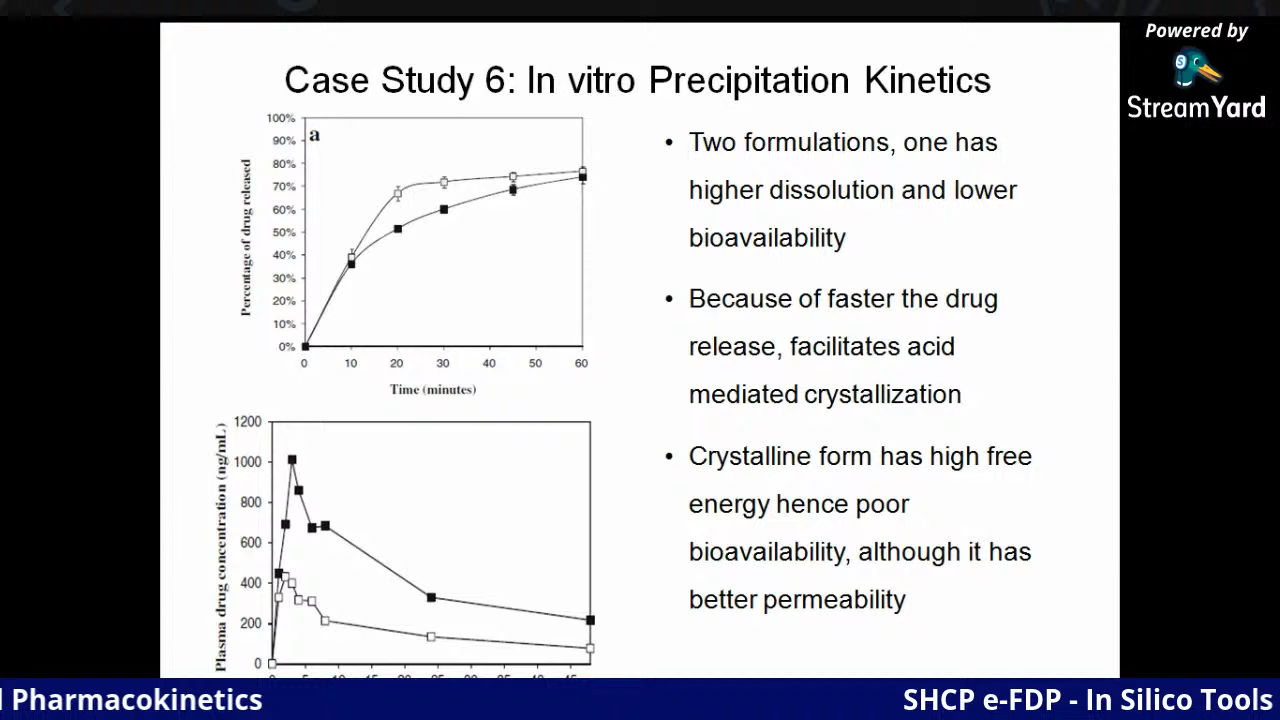 Powered by
StreamYard
Case Study 6: In vitro Precipitation Kinetics
a
100%
90%
80%
70%
60%
50%
40%
30%
20%
10%
0%
Percentage of drug released
0 10 20 30 40 50 60
Time (minutes)
1200
1000
800
600
400
200
0
Plasma drug concentration (ng/mL)
• Two formulations, one has
higher dissolution and lower
bioavailability
• Because of faster the drug
release, facilitates acid
mediated crystallization
• Crystalline form has high free
energy hence poor
bioavailability, although it has
better permeability
Pharmacokinetics
SHCP e-FDP - In Silico Tools